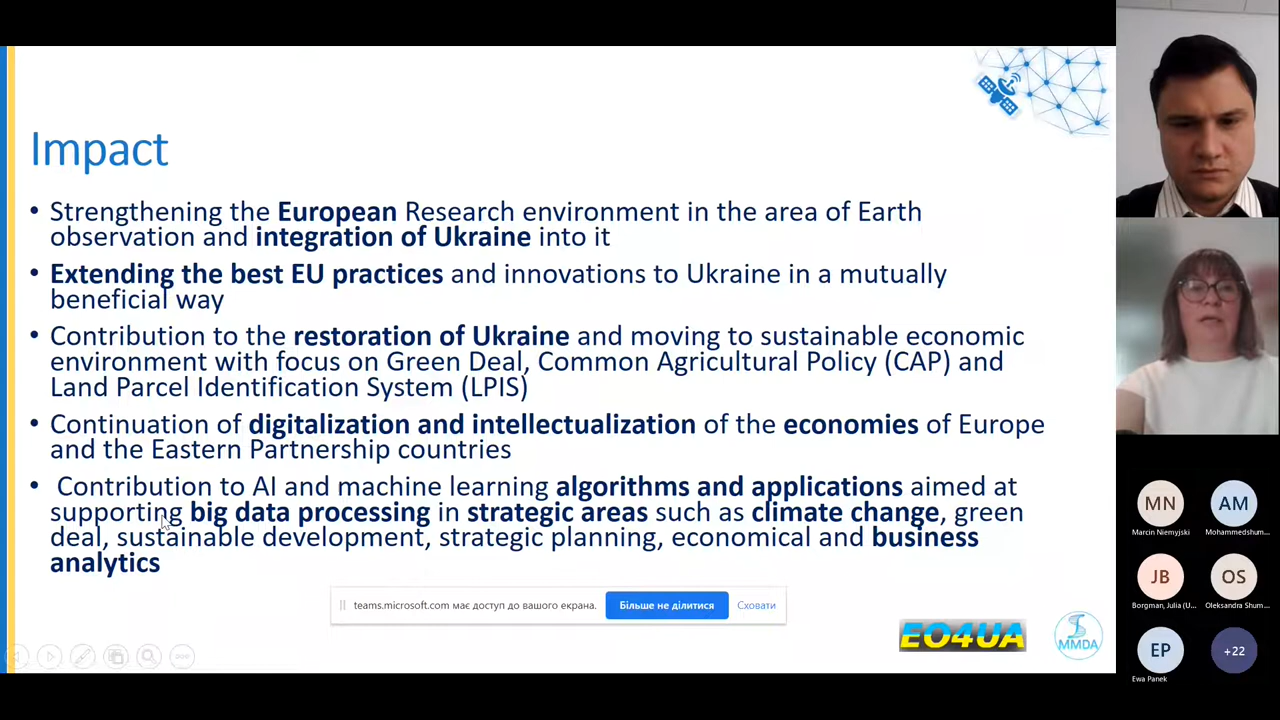 Impact
• Strengthening the European Research environment in the area of Earth
observation and integration of Ukraine into it
• Extending the best EU practices and innovations to Ukraine in a mutually
beneficial way
• Contribution to the restoration of Ukraine and moving to sustainable economic
environment with focus on Green Deal, Common Agricultural Policy (CAP) and
Land Parcel Identification System (LPIS)
• Continuation of digitalization and intellectualization of the economies of Europe
and the Eastern Partnership countries
• Contribution to AI and machine learning algorithms and applications aimed at
supporting big data processing in strategic areas such as climate change, green
deal, sustainable development, strategic planning, economical and business
analytics
teams.microsoft.com має доступ до вашого екрана. Більше не ділитися Сховати
EO4UA
MMDA
MN AM
Marcin Niemyjski Mohammedshum...
JB OS
Borgman, Julia (U... Oleksandra Shum...
EP +22
Ewa Panek